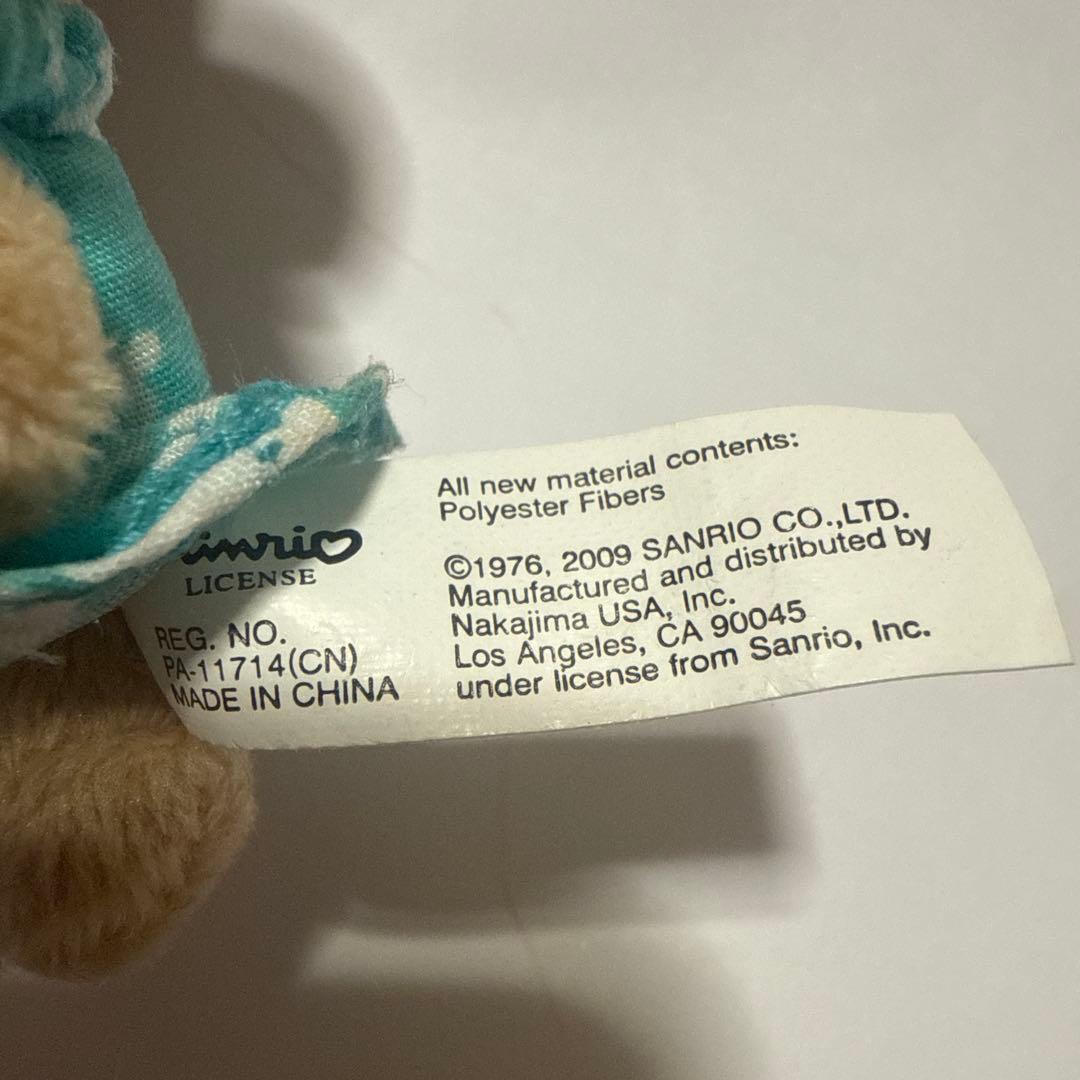 Sanrio
LICENSE
REG. NO.
PA-11714(CN)
MADE IN CHINA
All new material contents:
Polyester Fibers
©1976, 2009 SANRIO CO.,LTD.
Manufactured and distributed by
Nakajima USA, Inc.
Los Angeles, CA 90045
under license from Sanrio, Inc.